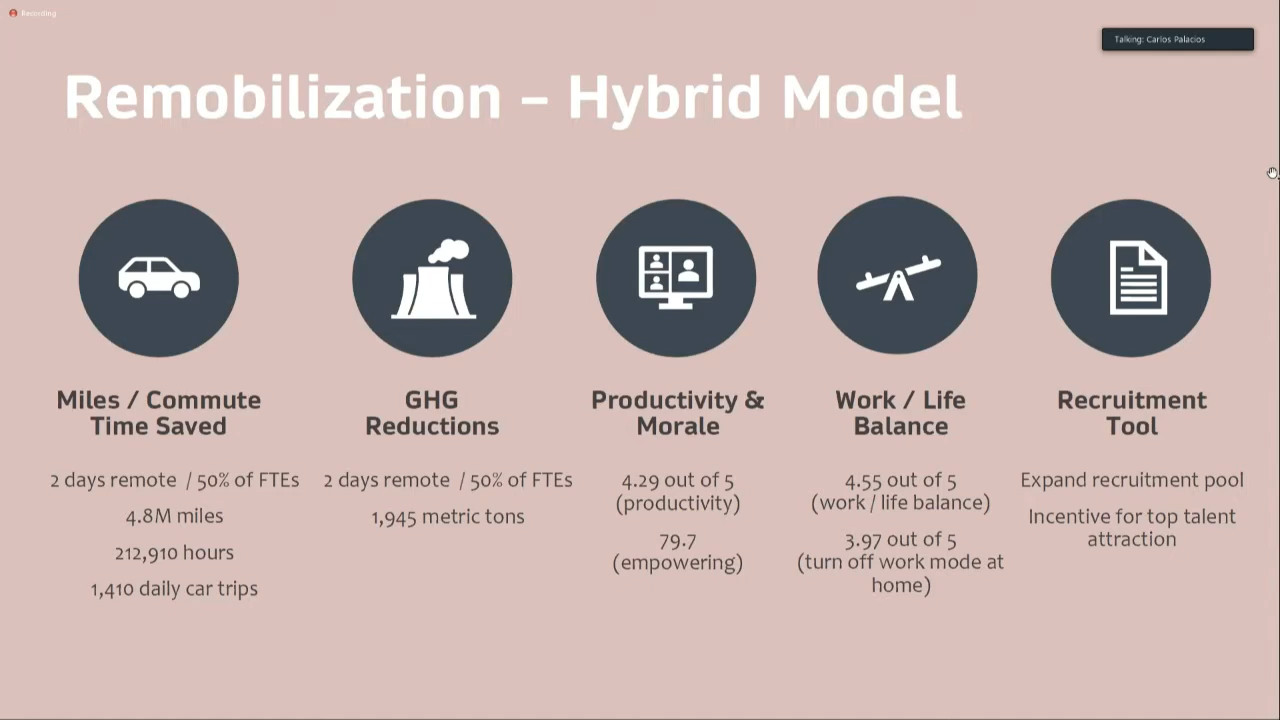 Recording
Talking: Carlos Palacios
Remobilization – Hybrid Model
Miles / Commute
Time Saved
2 days remote / 50% of FTEs
4.8M miles
212,910 hours
1,410 daily car trips
GHG
Reductions
2 days remote / 50% of FTEs
1,945 metric tons
Productivity &
Morale
4.29 out of 5
(productivity)
79.7
(empowering)
Work / Life
Balance
4.55 out of 5
(work / life balance)
3.97 out of 5
(turn off work mode at
home)
Recruitment
Tool
Expand recruitment pool
Incentive for top talent
attraction